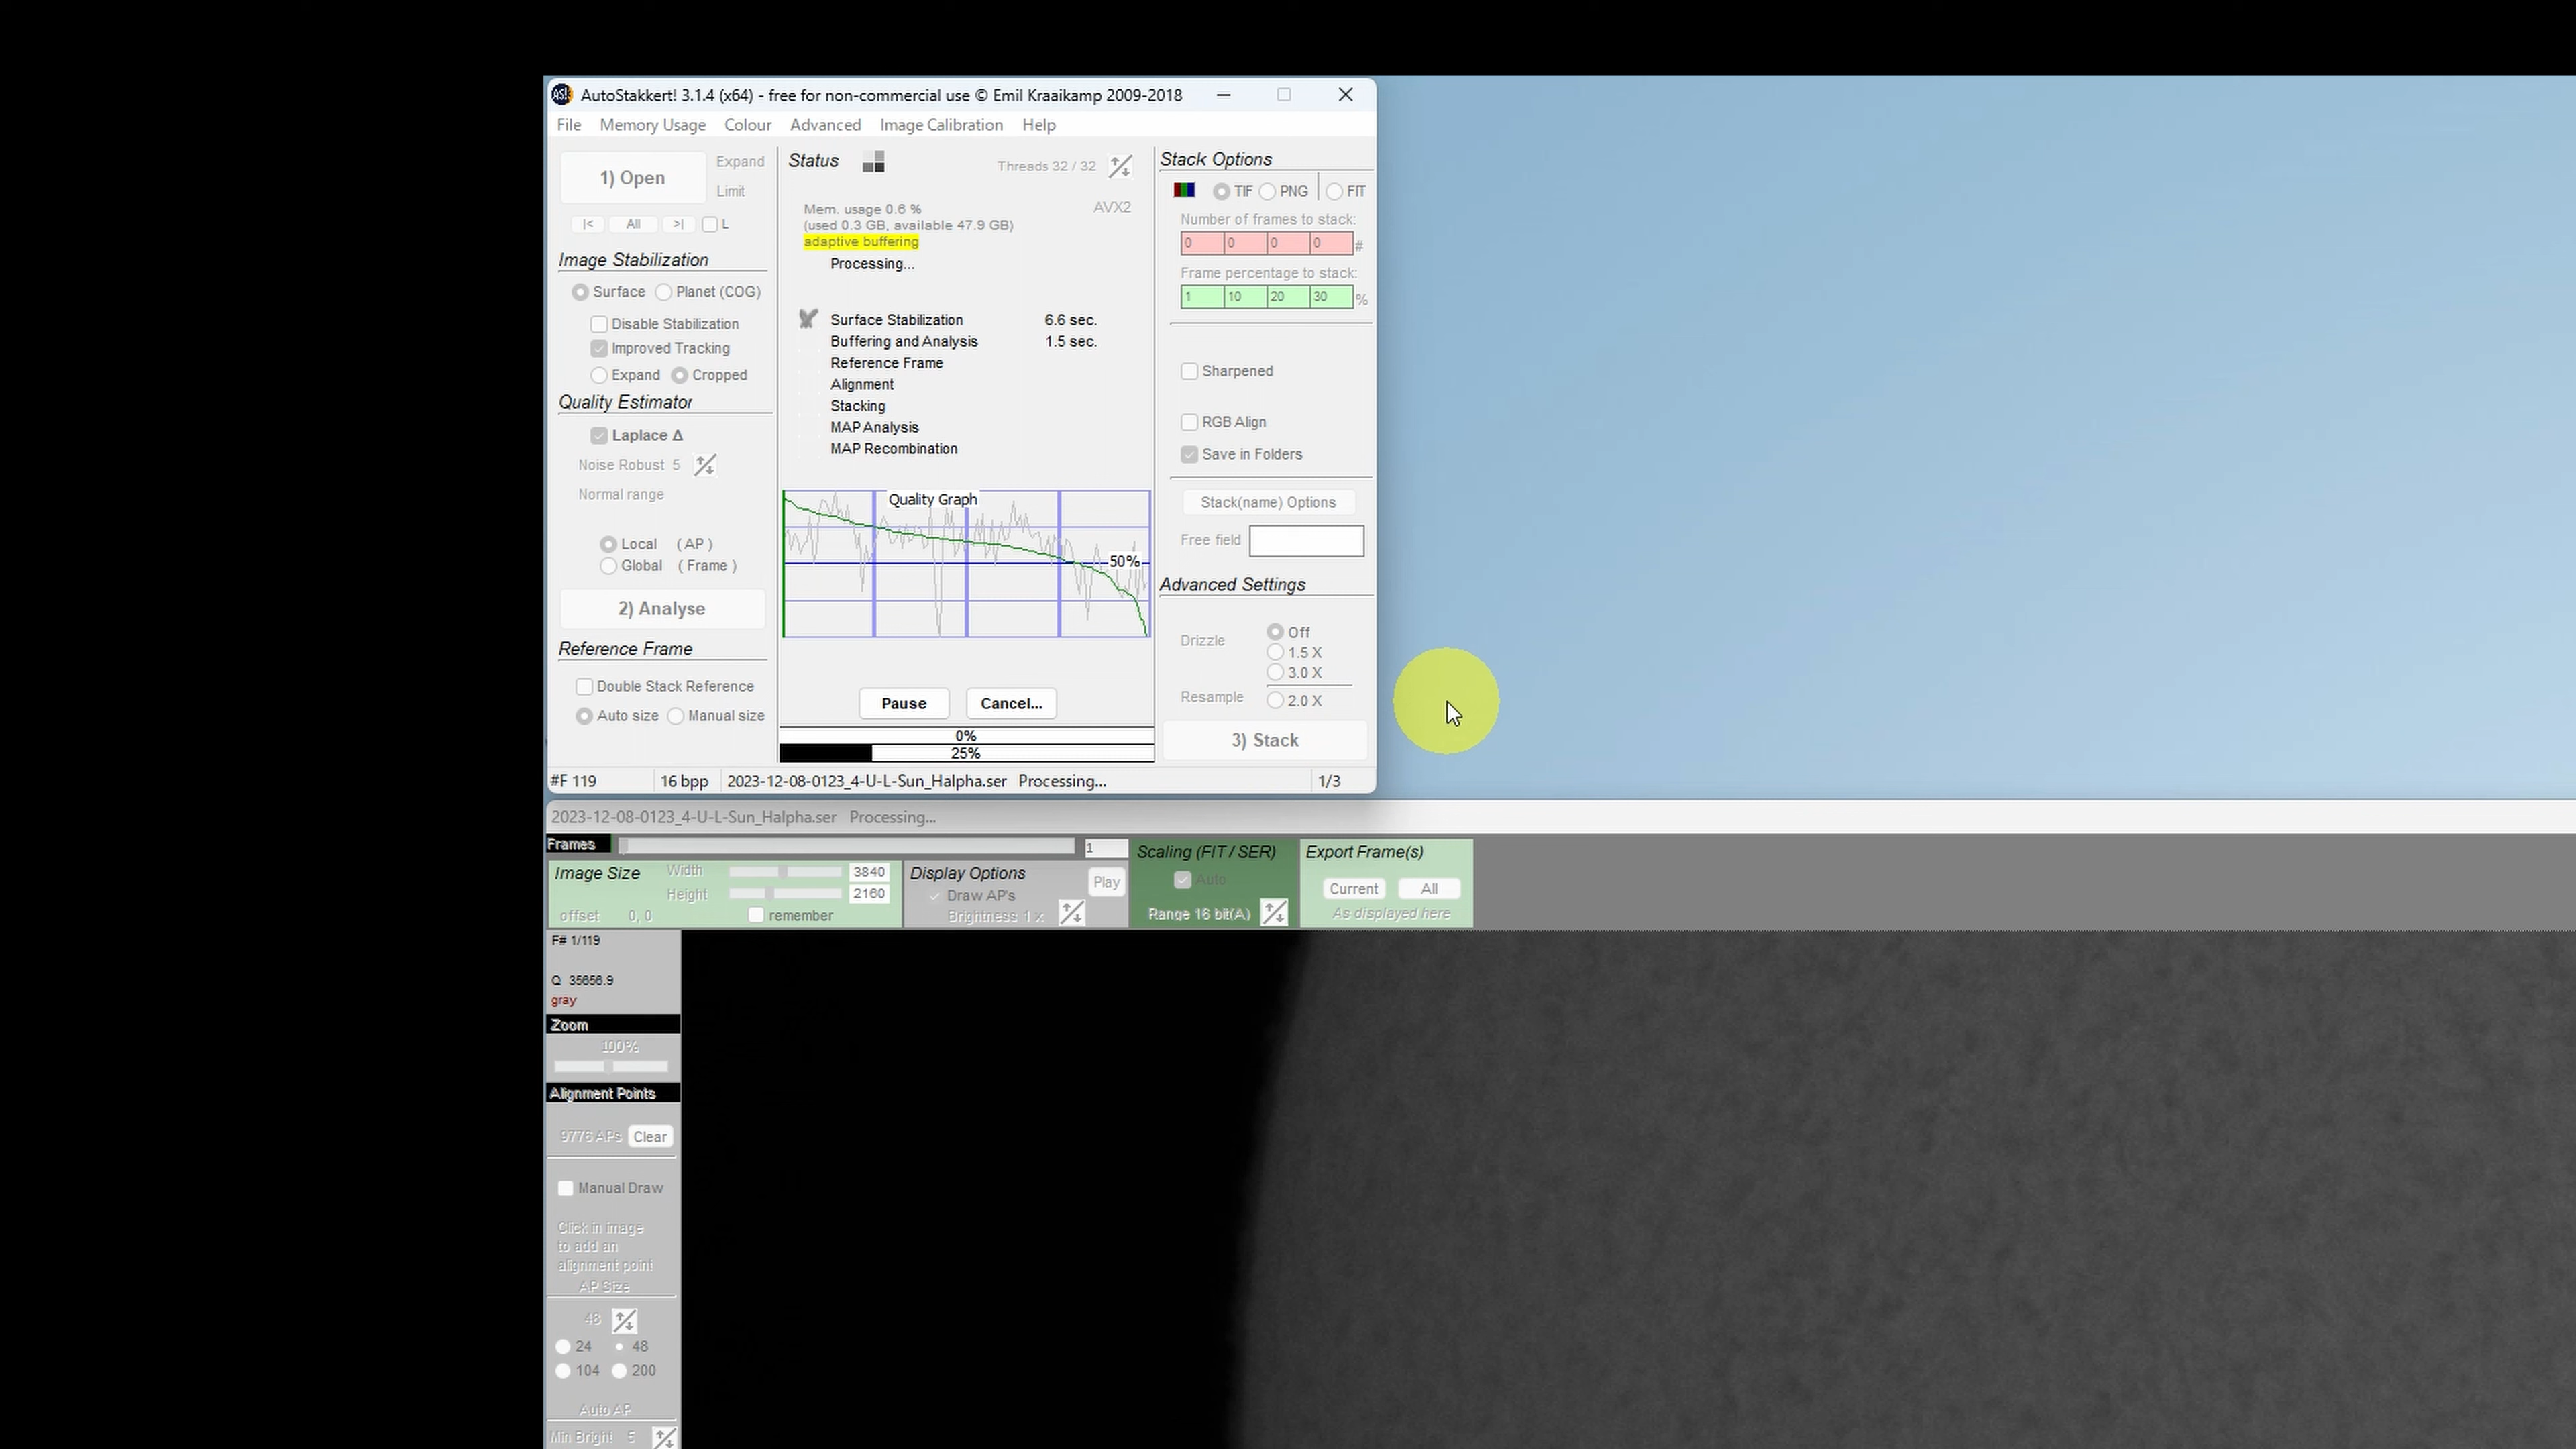 AutoStakkert! 3.1.4 (x64) - free for non-commercial use © Emil Kraaikamp 2009-2018
File Memory Usage Colour Advanced Image Calibration Help
1) Open
Expand
Limit
|< All >| L
Image Stabilization
Surface Planet (COG)
Disable Stabilization
Improved Tracking
Expand Cropped
Quality Estimator
Laplace Δ
Noise Robust 5
Normal range
Local ( AP )
Global ( Frame )
2) Analyse
Reference Frame
Double Stack Reference
Auto size Manual size
Status
Threads 32 / 32
Mem. usage 0.6 %
AVX2
(used 0.3 GB, available 47.9 GB)
adaptive buffering
Processing...
Surface Stabilization 6.6 sec.
Buffering and Analysis 1.5 sec.
Reference Frame
Alignment
Stacking
MAP Analysis
MAP Recombination
Quality Graph
50%
Pause Cancel...
0%
25%
Stack Options
TIF PNG FIT
Number of frames to stack:
0 0 0 0 #
Frame percentage to stack:
1 10 20 30 %
Sharpened
RGB Align
Save in Folders
Stack(name) Options
Free field
Advanced Settings
Drizzle
Off
1.5 X
3.0 X
Resample 2.0 X
3) Stack
#F 119 16 bpp 2023-12-08-0123_4-U-L-Sun_Halpha.ser Processing... 1/3
2023-12-08-0123_4-U-L-Sun_Halpha.ser Processing...
Frames 1
Image Size
Width 3840
Height 2160
offset 0, 0 remember
Display Options
Play
Draw AP's
Brightness 1 x
Scaling (FIT / SER)
Auto
Range 16 bit(A)
Export Frame(s)
Current All
As displayed here
F# 1/119
Q 35656.9
gray
Zoom
100%
Alignment Points
9776 APs Clear
Manual Draw
Click in image
to add an
alignment point
AP Size
48
24 48
104 200
Auto AP
Min Bright 5